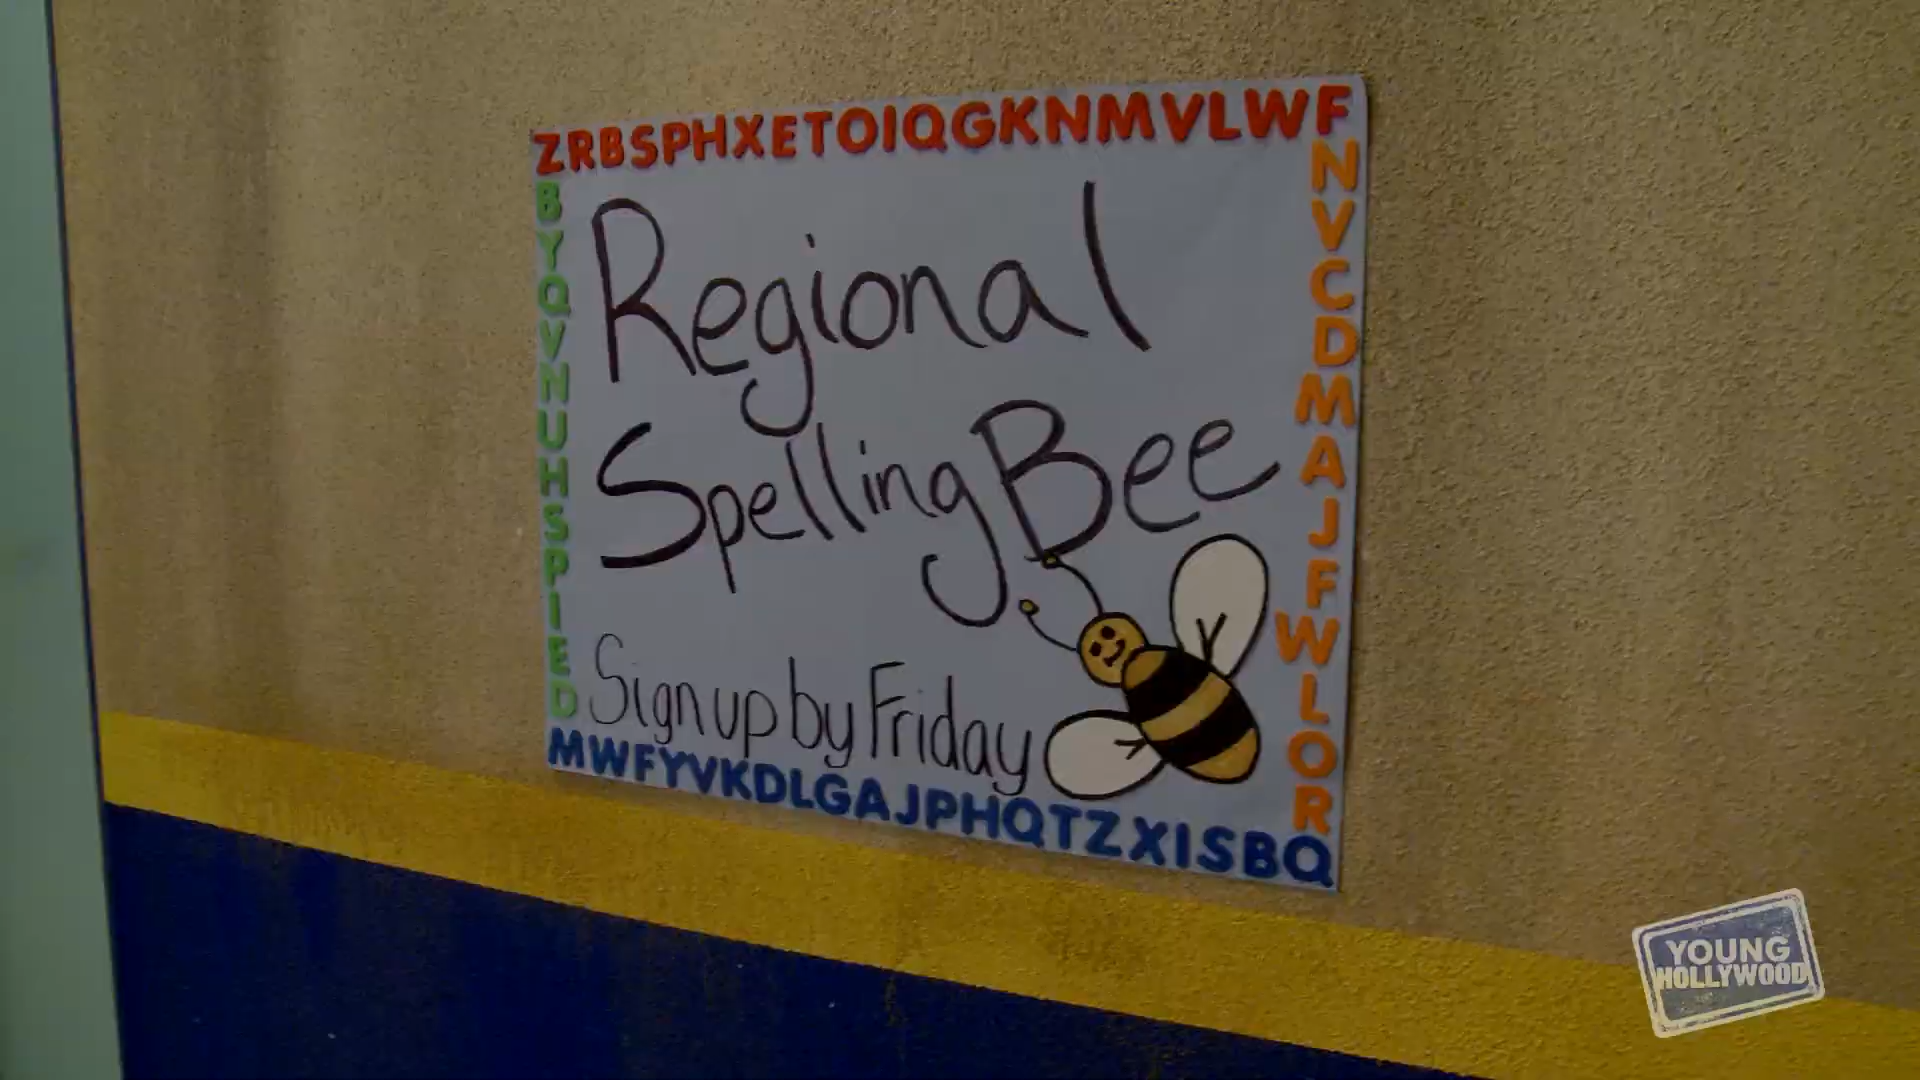 ZRBSPHXETOIQGKNMVLWF
NVCDMAJFWLOR
BYQVNUHSPIED
Regional
Spelling Bee
Sign up by Friday
MWFYVKDLGAJPHQTZXISBQ
YOUNG
HOLLYWOOD